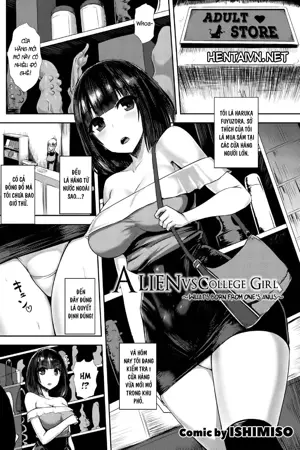 ADULT
STORE
HENTAIVN.NET
WHOA~
CỬA
HÀNG MỚI
MỞ NÀY CÓ
NHIỀU ĐỒ
GHÊ!
TÔI LÀ HARUKA
FUYUZORA. SỞ
THÍCH CỦA TÔI
LÀ MUA SẮM TẠI
CÁC CỬA HÀNG
NGƯỜI LỚN.
ĐỀU
LÀ HÀNG TỪ
NƯỚC NGOÀI
SAO...?
CÓ CẢ
ĐỐNG ĐỒ MÀ
TÔI CHƯA
BAO GIỜ
THỬ.
ALIEN VS COLLEGE GIRL
ĐẾN
ĐÂY ĐÚNG
LÀ QUYẾT
ĐỊNH ĐÚNG!
VÀ HÔM
NAY TÔI ĐANG
KIỂM TRA 1
CỬA HÀNG
VỪA MỚI MỞ
TRONG KHU
PHỐ.
HM
!?
Comic by ISHIMISO